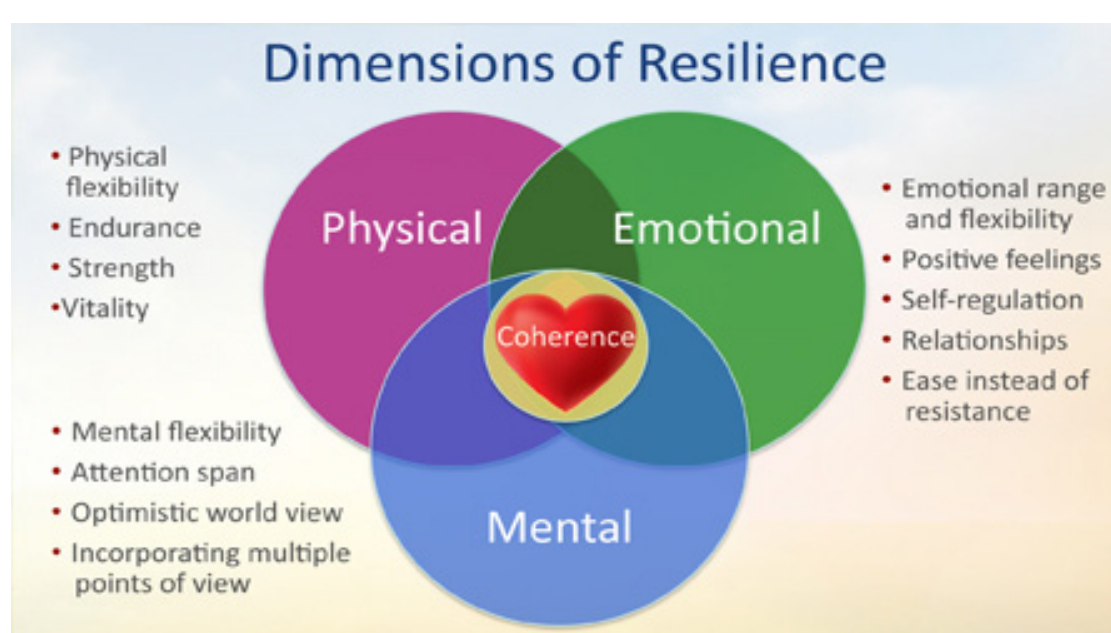 Dimensions of Resilience
• Physical
flexibility
• Endurance
• Strength
•Vitality
Physical
Emotional
• Emotional range
and flexibility
• Positive feelings
• Self-regulation
• Relationships
• Ease instead of
resistance
Coherence
• Mental flexibility
• Attention span
• Optimistic world view
• Incorporating multiple
points of view
Mental